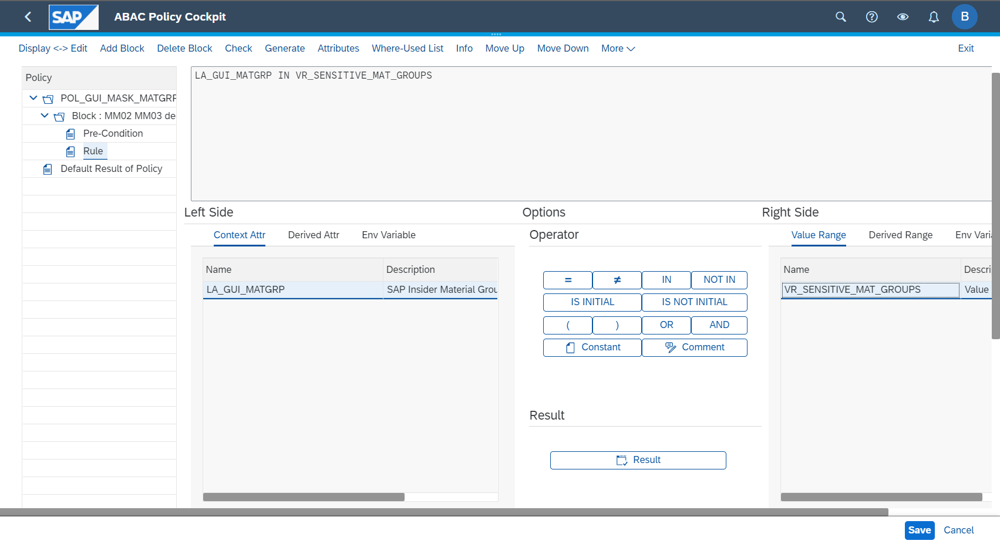 SAP ABAC Policy Cockpit B
Display <-> Edit Add Block Delete Block Check Generate Attributes Where-Used List Info Move Up Move Down More Exit
Policy
POL_GUI_MASK_MATGRP
Block : MM02 MM03 de
Pre-Condition
Rule
Default Result of Policy
LA_GUI_MATGRP IN VR_SENSITIVE_MAT_GROUPS
Left Side
Context Attr Derived Attr Env Variable
Name Description
LA_GUI_MATGRP SAP Insider Material Grou
Options
Operator
= ≠ IN NOT IN
IS INITIAL IS NOT INITIAL
( ) OR AND
Constant Comment
Result
Result
Right Side
Value Range Derived Range Env Varia
Name Descri
VR_SENSITIVE_MAT_GROUPS Value
Save Cancel